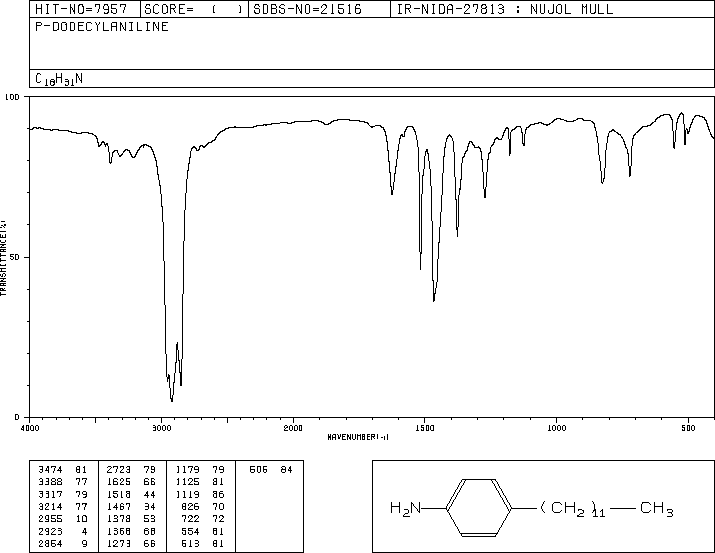 HIT-NO=7957 SCORE= ( ) SDBS-NO=21516 IR-NIDA-27813 : NUJOL MULL
P-DODECYLANILINE
C18H31N
100
50
0
TRANSMITTANCE(%)
4000 3000 2000 1500 1000 500
WAVENUMBER(-1)
3474 81 2723 79 1179 79 506 84
3388 77 1625 66 1125 81
3317 79 1518 44 1119 86
3214 77 1467 34 826 70
2955 10 1378 53 722 72
2923 4 1368 68 554 81
2854 9 1273 66 513 81
H2N (CH2)11 CH3